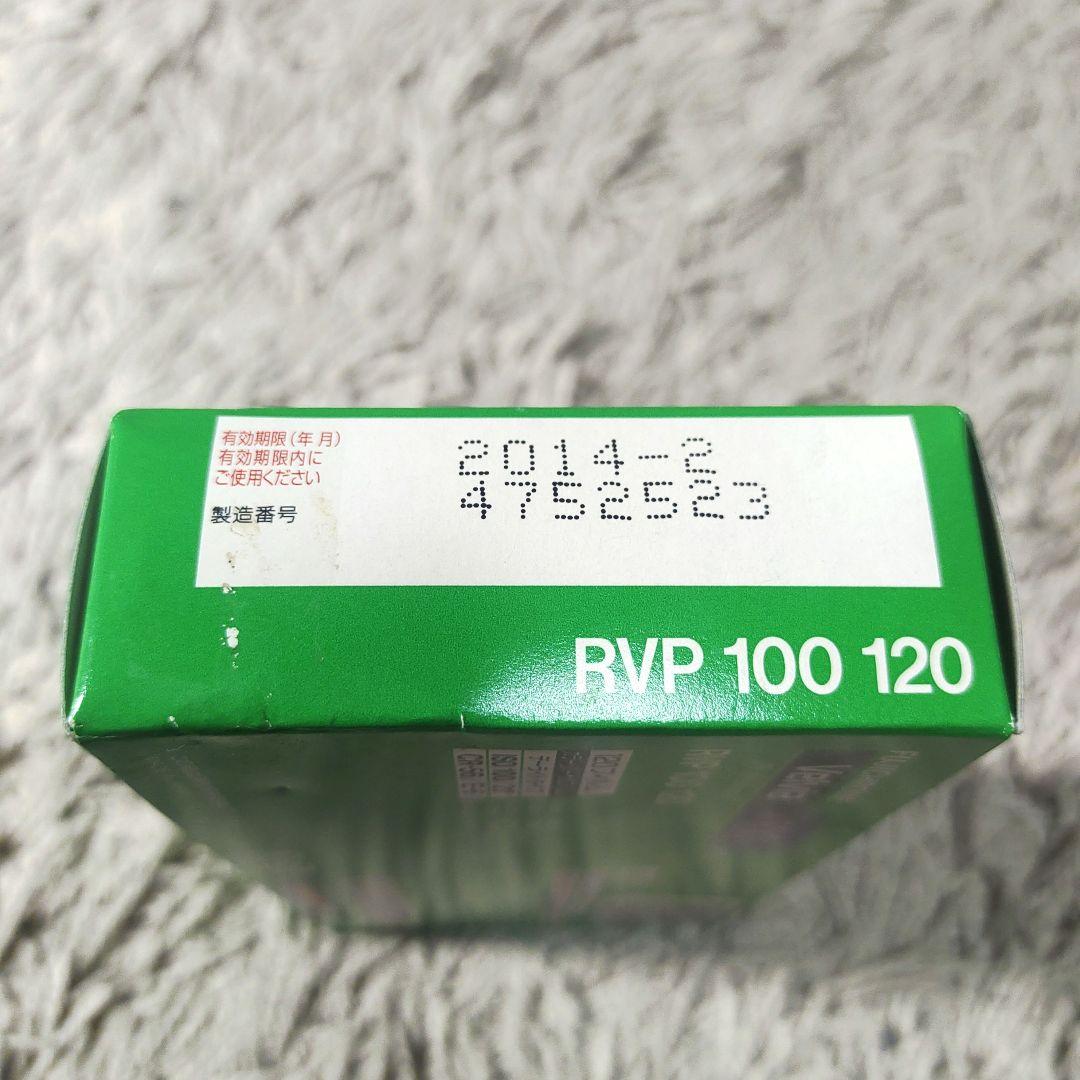 有効期限(年 月)
有効期限内に
ご使用ください
製造番号
2014-2
4752523
RVP 100 120
Velvia